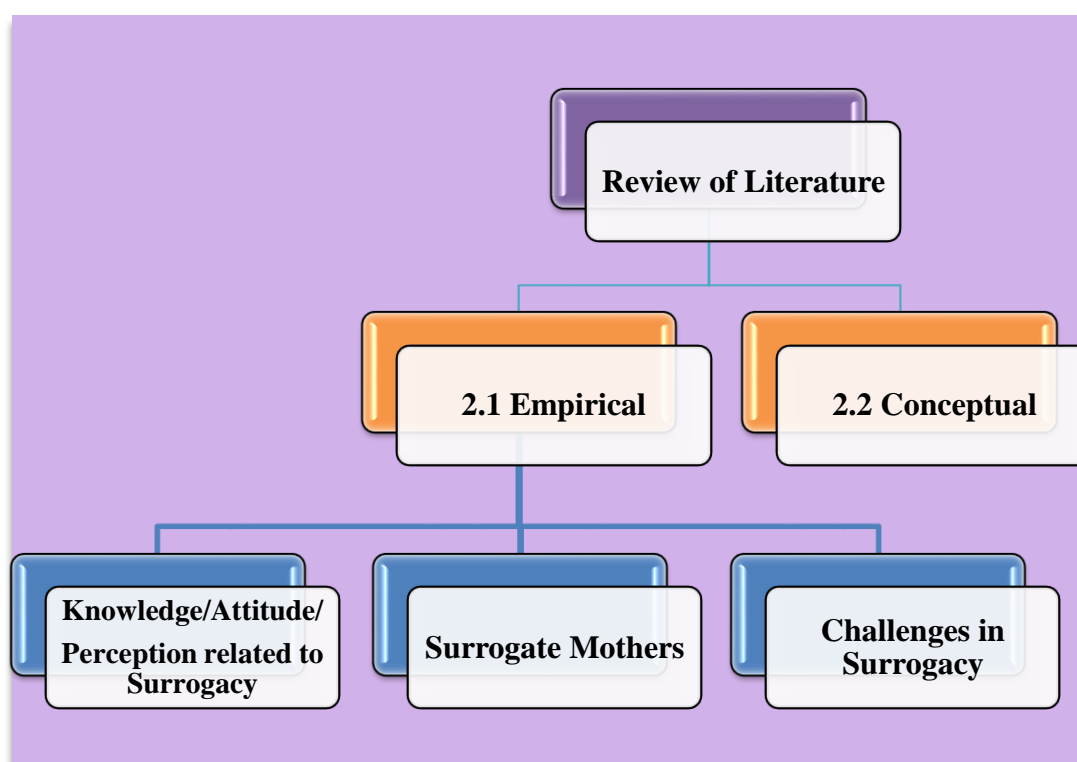 Review of Literature
2.1 Empirical
2.2 Conceptual
Knowledge/Attitude/
Perception related to
Surrogacy
Surrogate Mothers
Challenges in
Surrogacy